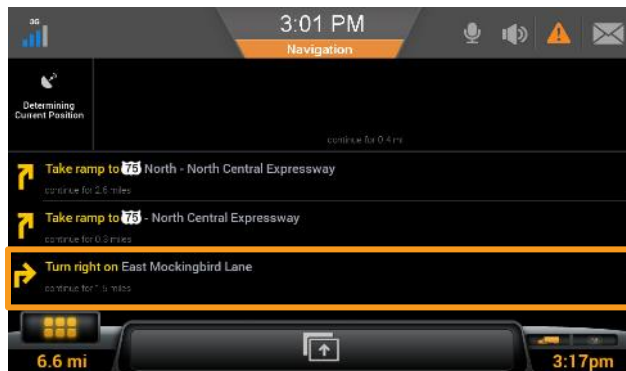 3G
3:01 PM
Navigation
Determining
Current Position
continue for 0.4 mi
Take ramp to 75 North - North Central Expressway
continue for 2.6 miles
Take ramp to 75 - North Central Expressway
continue for 0.3 miles
Turn right on East Mockingbird Lane
continue for 1.5 miles
6.6 mi
3:17pm